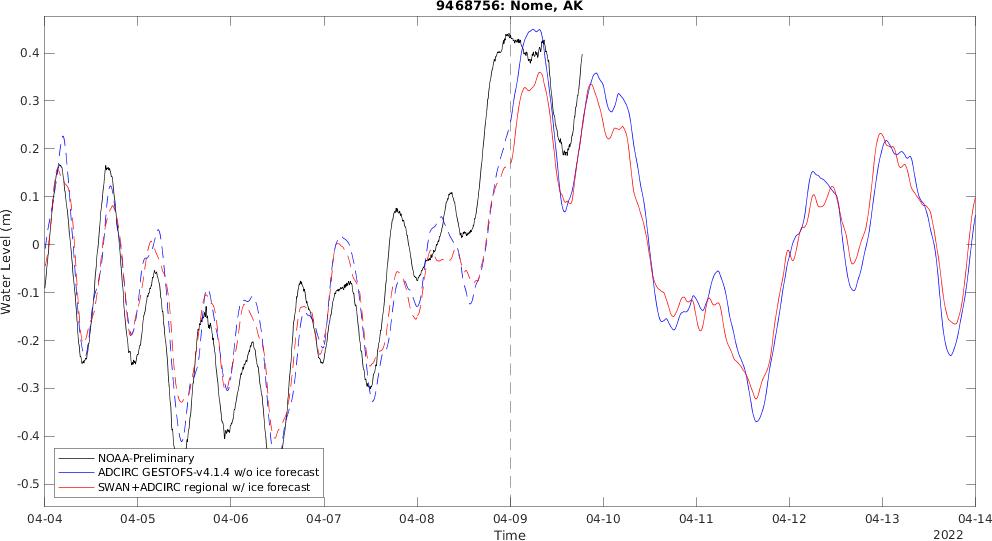 9468756: Nome, AK
Water Level (m)
0.4
0.3
0.2
0.1
0
-0.1
-0.2
-0.3
-0.4
-0.5
NOAA-Preliminary
ADCIRC GESTOFS-v4.1.4 w/o ice forecast
SWAN+ADCIRC regional w/ ice forecast
04-04 04-05 04-06 04-07 04-08 04-09 04-10 04-11 04-12 04-13 04-14
Time
2022